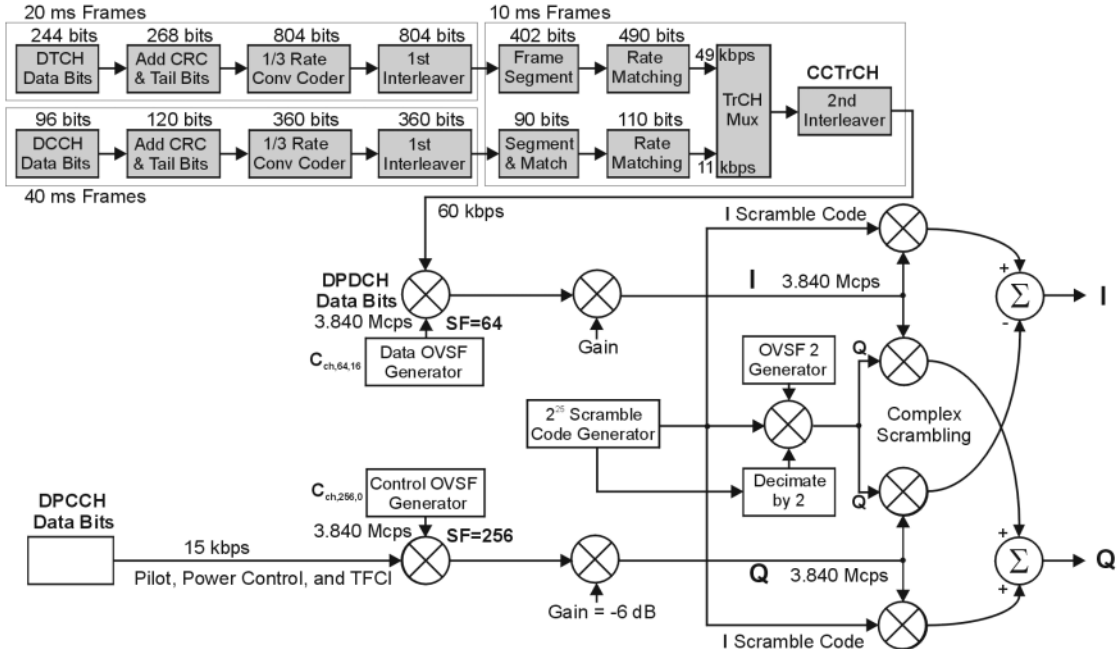 20 ms Frames
10 ms Frames
244 bits
268 bits
804 bits
804 bits
402 bits
490 bits
DTCH
Data Bits
Add CRC
& Tail Bits
1/3 Rate
Conv Coder
1st
Interleaver
Frame
Segment
Rate
Matching
49 kbps
TrCH
Mux
CCTrCH
2nd
Interleaver
96 bits
120 bits
360 bits
360 bits
90 bits
110 bits
DCCH
Data Bits
Add CRC
& Tail Bits
1/3 Rate
Conv Coder
1st
Interleaver
Segment
& Match
Rate
Matching
11 kbps
40 ms Frames
60 kbps
I Scramble Code
DPDCH
Data Bits
3.840 Mcps
SF=64
I
3.840 Mcps
+
Σ
-
I
C ch,64,16
Data OVSF
Generator
Gain
OVSF 2
Generator
Q
2^25 Scramble
Code Generator
Complex
Scrambling
Decimate
by 2
Q
DPCCH
Data Bits
C ch,256,0
Control OVSF
Generator
3.840 Mcps
SF=256
15 kbps
Pilot, Power Control, and TFCI
Gain = -6 dB
Q
3.840 Mcps
+
Σ
+
Q
I Scramble Code